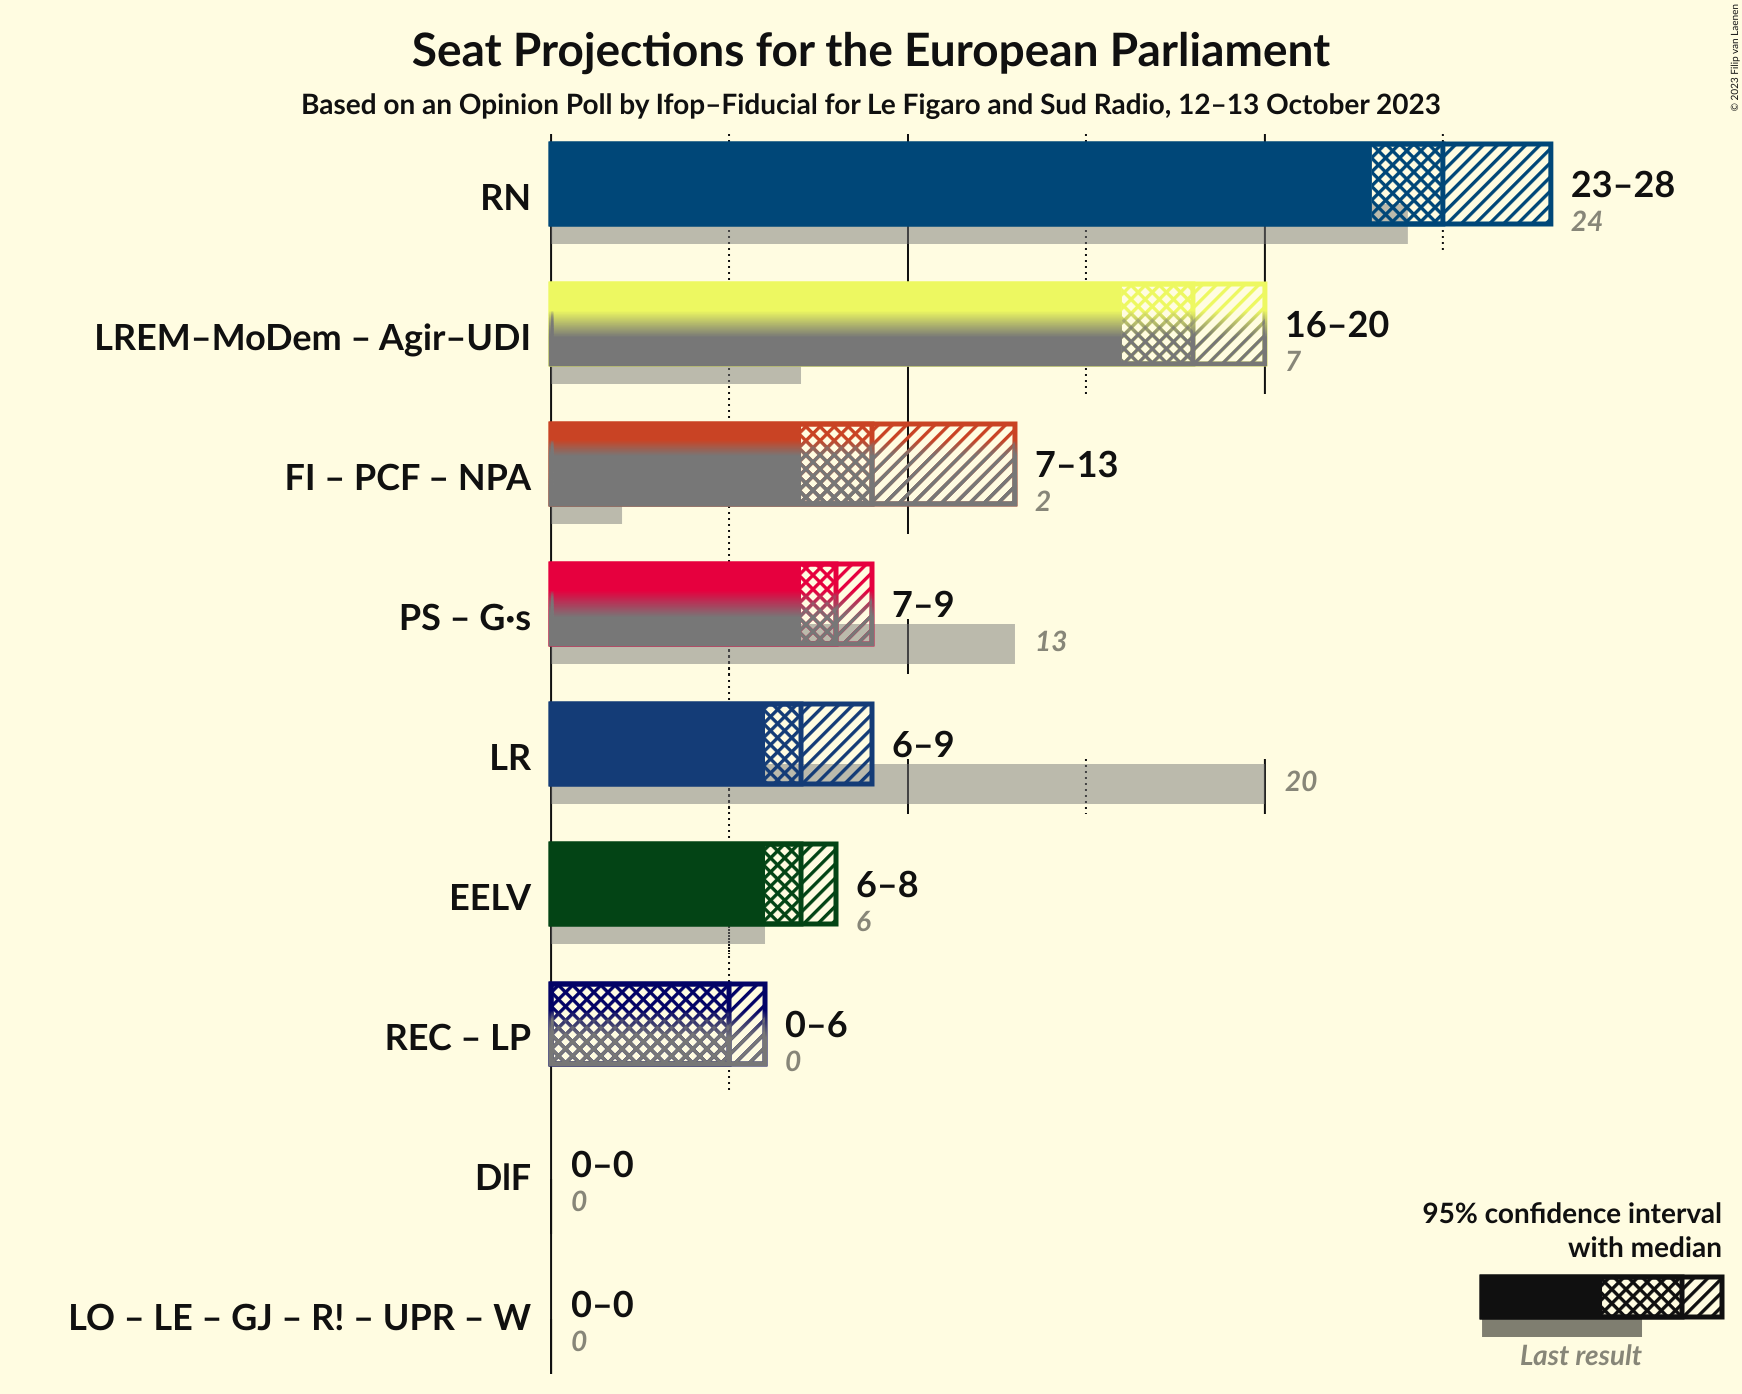 © 2023 Filip van Laenen
Seat Projections for the European Parliament
Based on an Opinion Poll by Ifop–Fiducial for Le Figaro and Sud Radio, 12–13 October 2023
RN
23–28
24
LREM–MoDem – Agir–UDI
16–20
7
FI – PCF – NPA
7–13
2
PS – G·s
7–9
13
LR
6–9
20
EELV
6–8
6
REC – LP
0–6
0
DlF
0–0
0
LO – LE – GJ – R! – UPR – W
0–0
0
95% confidence interval
with median
Last result